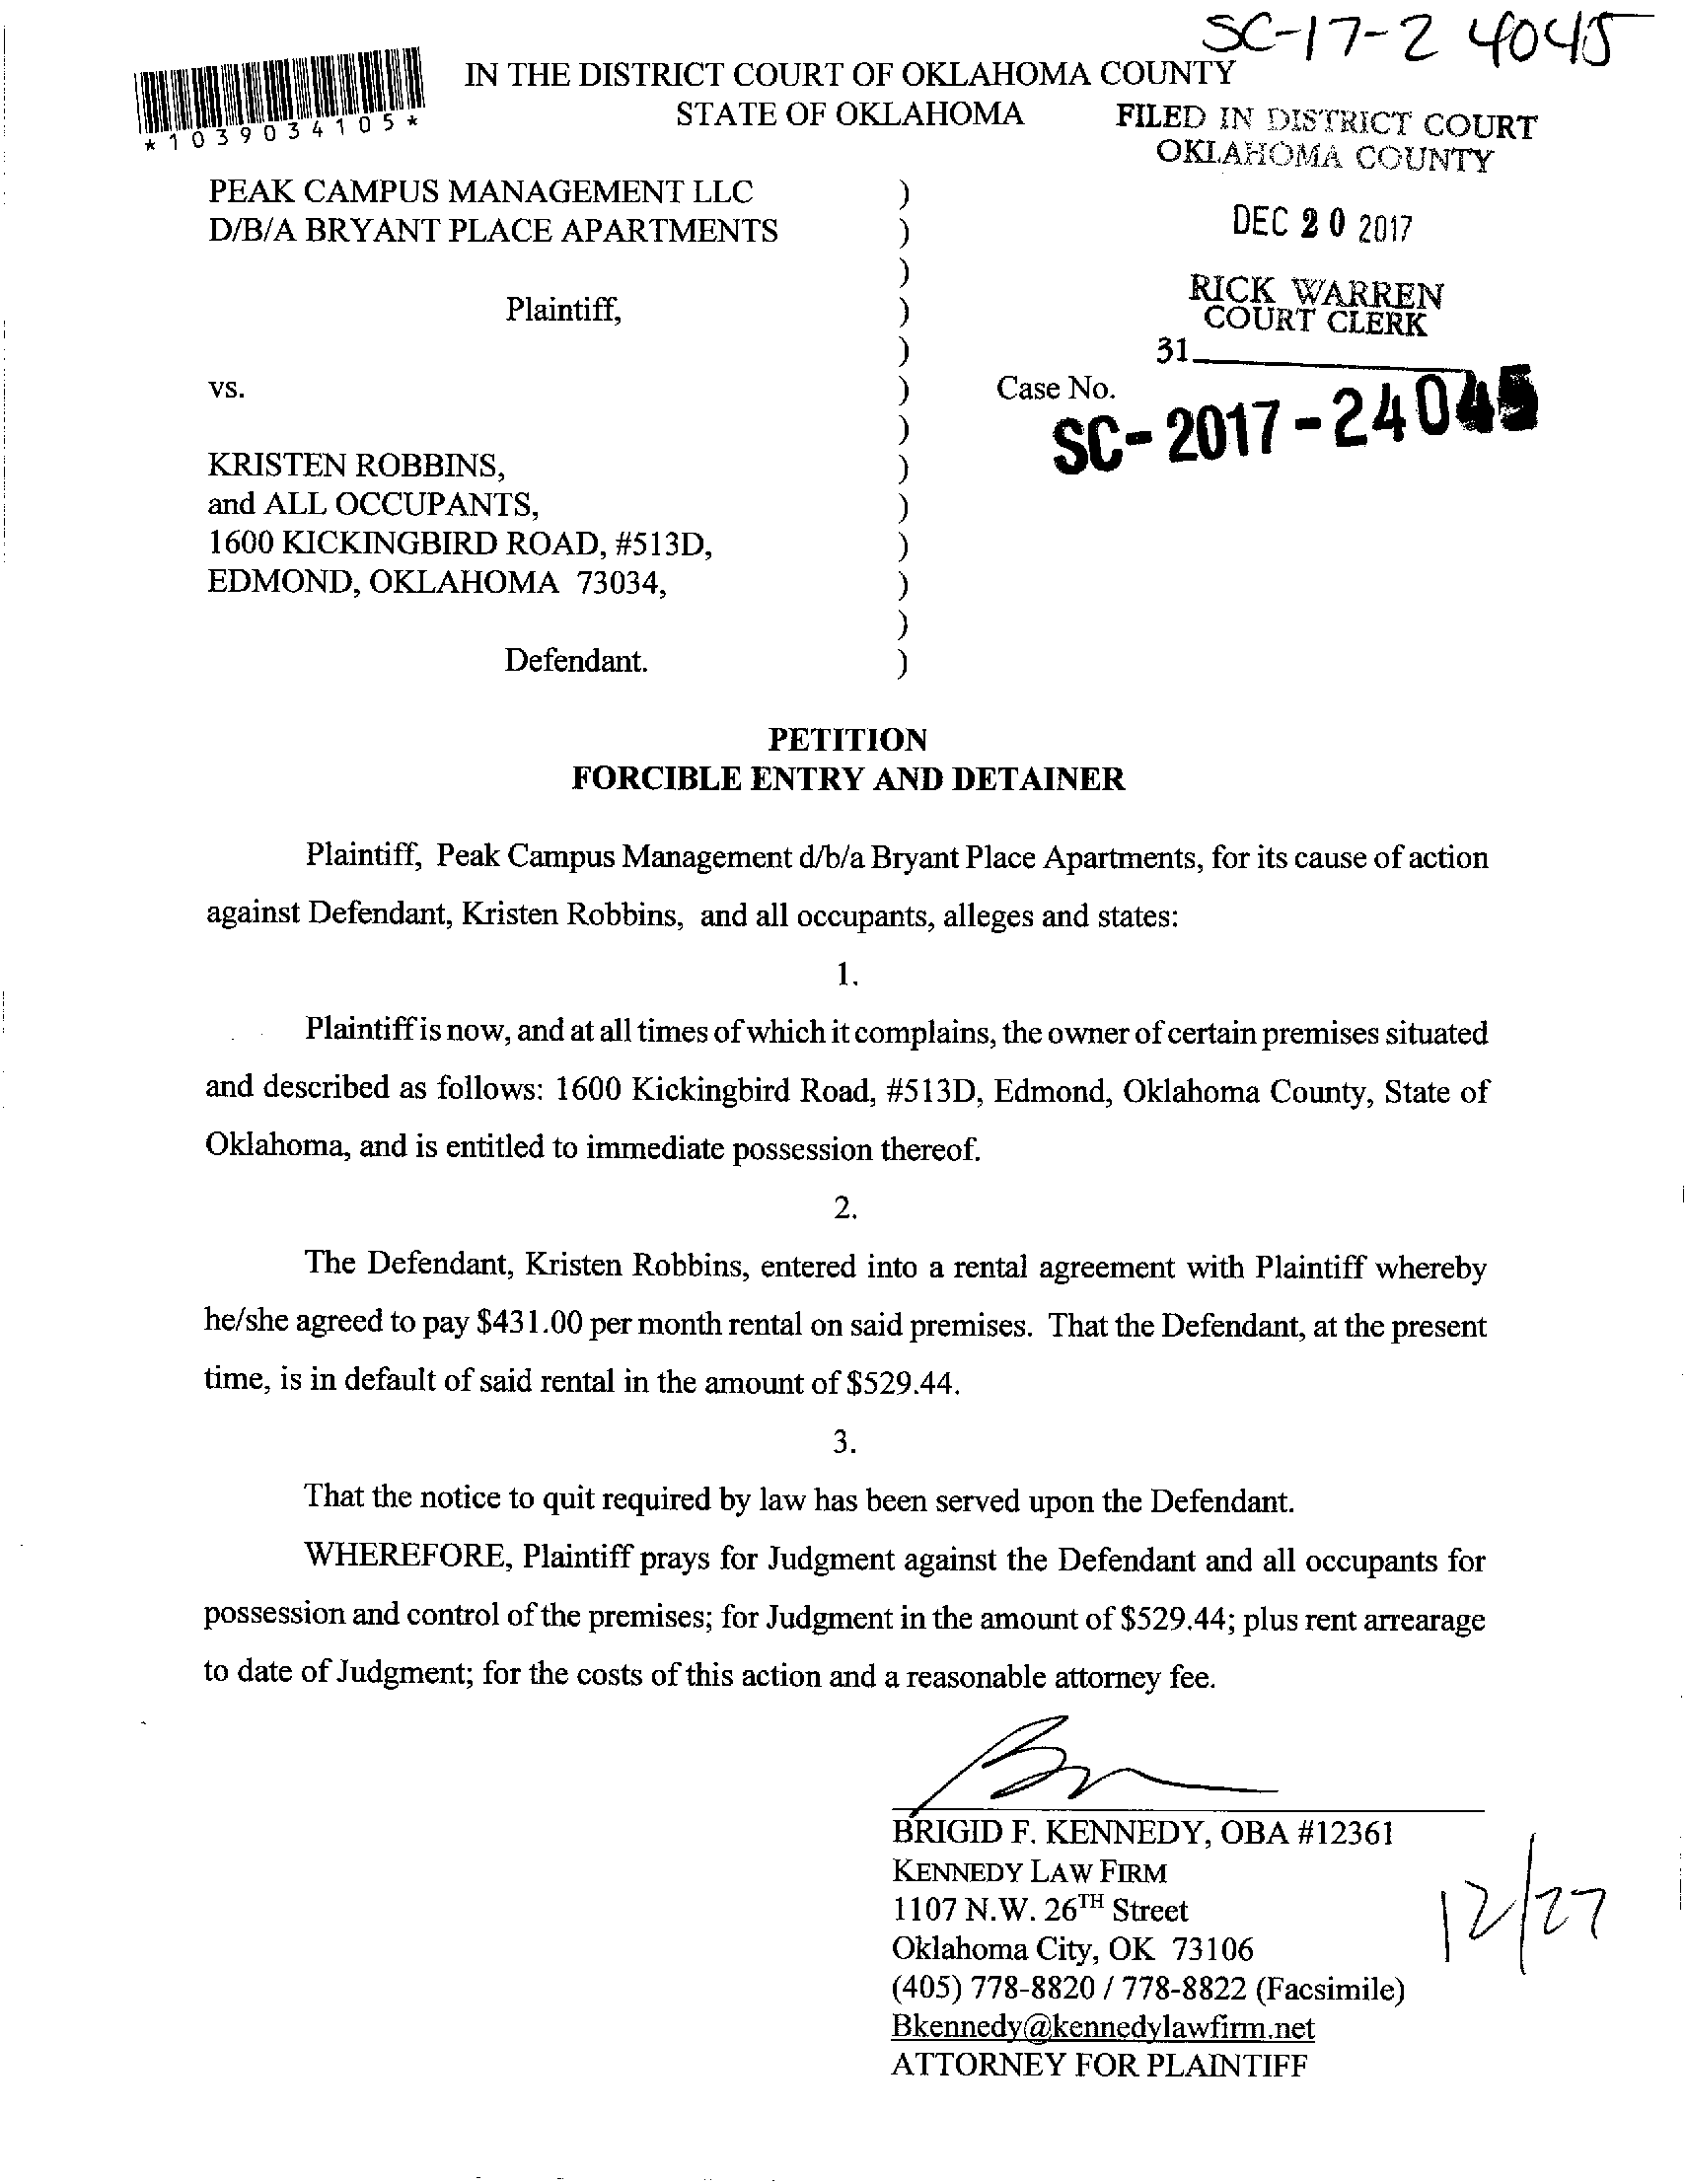 SC-17-24045
*1039034105*
IN THE DISTRICT COURT OF OKLAHOMA COUNTY
STATE OF OKLAHOMA
FILED IN DISTRICT COURT
OKLAHOMA COUNTY
DEC 20 2017
RICK WARREN
COURT CLERK
31
PEAK CAMPUS MANAGEMENT LLC )
D/B/A BRYANT PLACE APARTMENTS )
)
Plaintiff, )
)
vs. ) Case No.
SC-2017-24045
)
KRISTEN ROBBINS, )
and ALL OCCUPANTS, )
1600 KICKINGBIRD ROAD, #513D, )
EDMOND, OKLAHOMA 73034, )
)
Defendant. )
PETITION
FORCIBLE ENTRY AND DETAINER
Plaintiff, Peak Campus Management d/b/a Bryant Place Apartments, for its cause of action
against Defendant, Kristen Robbins, and all occupants, alleges and states:
1.
Plaintiff is now, and at all times of which it complains, the owner of certain premises situated
and described as follows: 1600 Kickingbird Road, #513D, Edmond, Oklahoma County, State of
Oklahoma, and is entitled to immediate possession thereof.
2.
The Defendant, Kristen Robbins, entered into a rental agreement with Plaintiff whereby
he/she agreed to pay $431.00 per month rental on said premises. That the Defendant, at the present
time, is in default of said rental in the amount of $529.44.
3.
That the notice to quit required by law has been served upon the Defendant.
WHEREFORE, Plaintiff prays for Judgment against the Defendant and all occupants for
possession and control of the premises; for Judgment in the amount of $529.44; plus rent arrearage
to date of Judgment; for the costs of this action and a reasonable attorney fee.
BRIGID F. KENNEDY, OBA #12361
KENNEDY LAW FIRM
1107 N.W. 26TH Street
Oklahoma City, OK 73106
(405) 778-8820 / 778-8822 (Facsimile)
Bkennedy@kennedylawfirm.net
ATTORNEY FOR PLAINTIFF
12/27